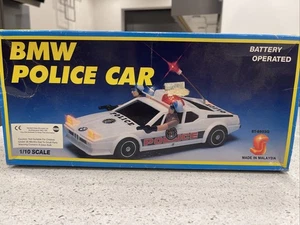 BMW
POLICE CAR
BATTERY
OPERATED
POLICE
1/10 SCALE
MADE IN MALAYSIA